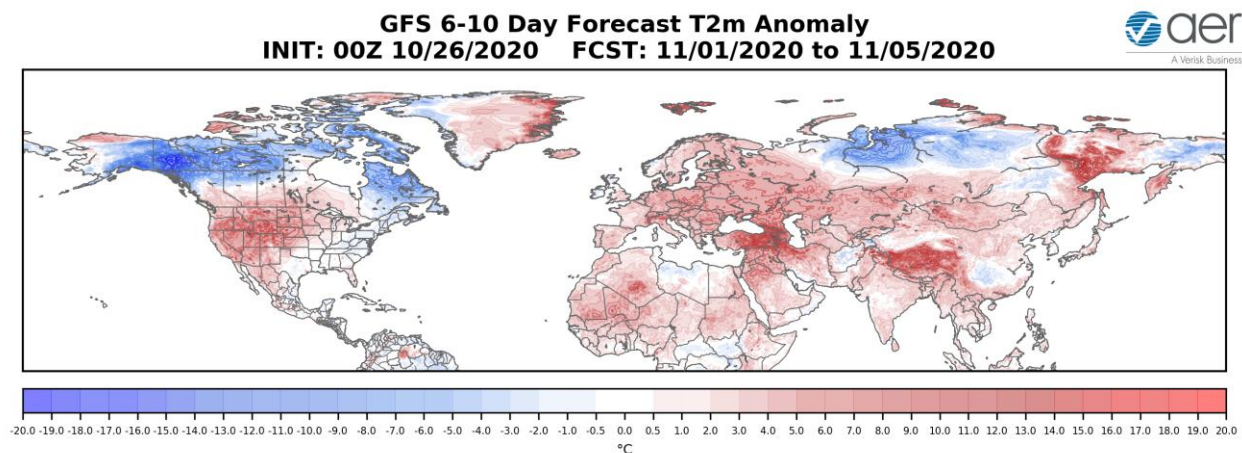 GFS 6-10 Day Forecast T2m Anomaly
INIT: 00Z 10/26/2020 FCST: 11/01/2020 to 11/05/2020
aer
A Verisk Business
-20.0 -19.0 -18.0 -17.0 -16.0 -15.0 -14.0 -13.0 -12.0 -11.0 -10.0 -9.0 -8.0 -7.0 -6.0 -5.0 -4.0 -3.0 -2.0 -1.0 -0.5 0.0 0.5 1.0 2.0 3.0 4.0 5.0 6.0 7.0 8.0 9.0 10.0 11.0 12.0 13.0 14.0 15.0 16.0 17.0 18.0 19.0 20.0
°C